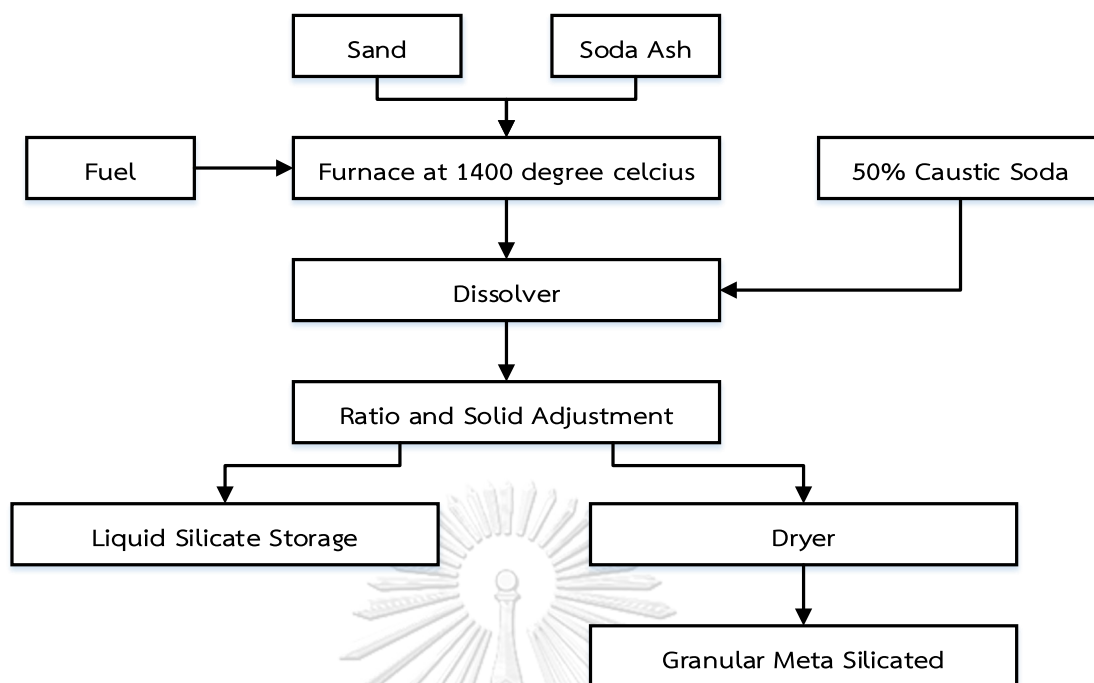 Sand
Soda Ash
Fuel
Furnace at 1400 degree celcius
50% Caustic Soda
Dissolver
Ratio and Solid Adjustment
Liquid Silicate Storage
Dryer
Granular Meta Silicated